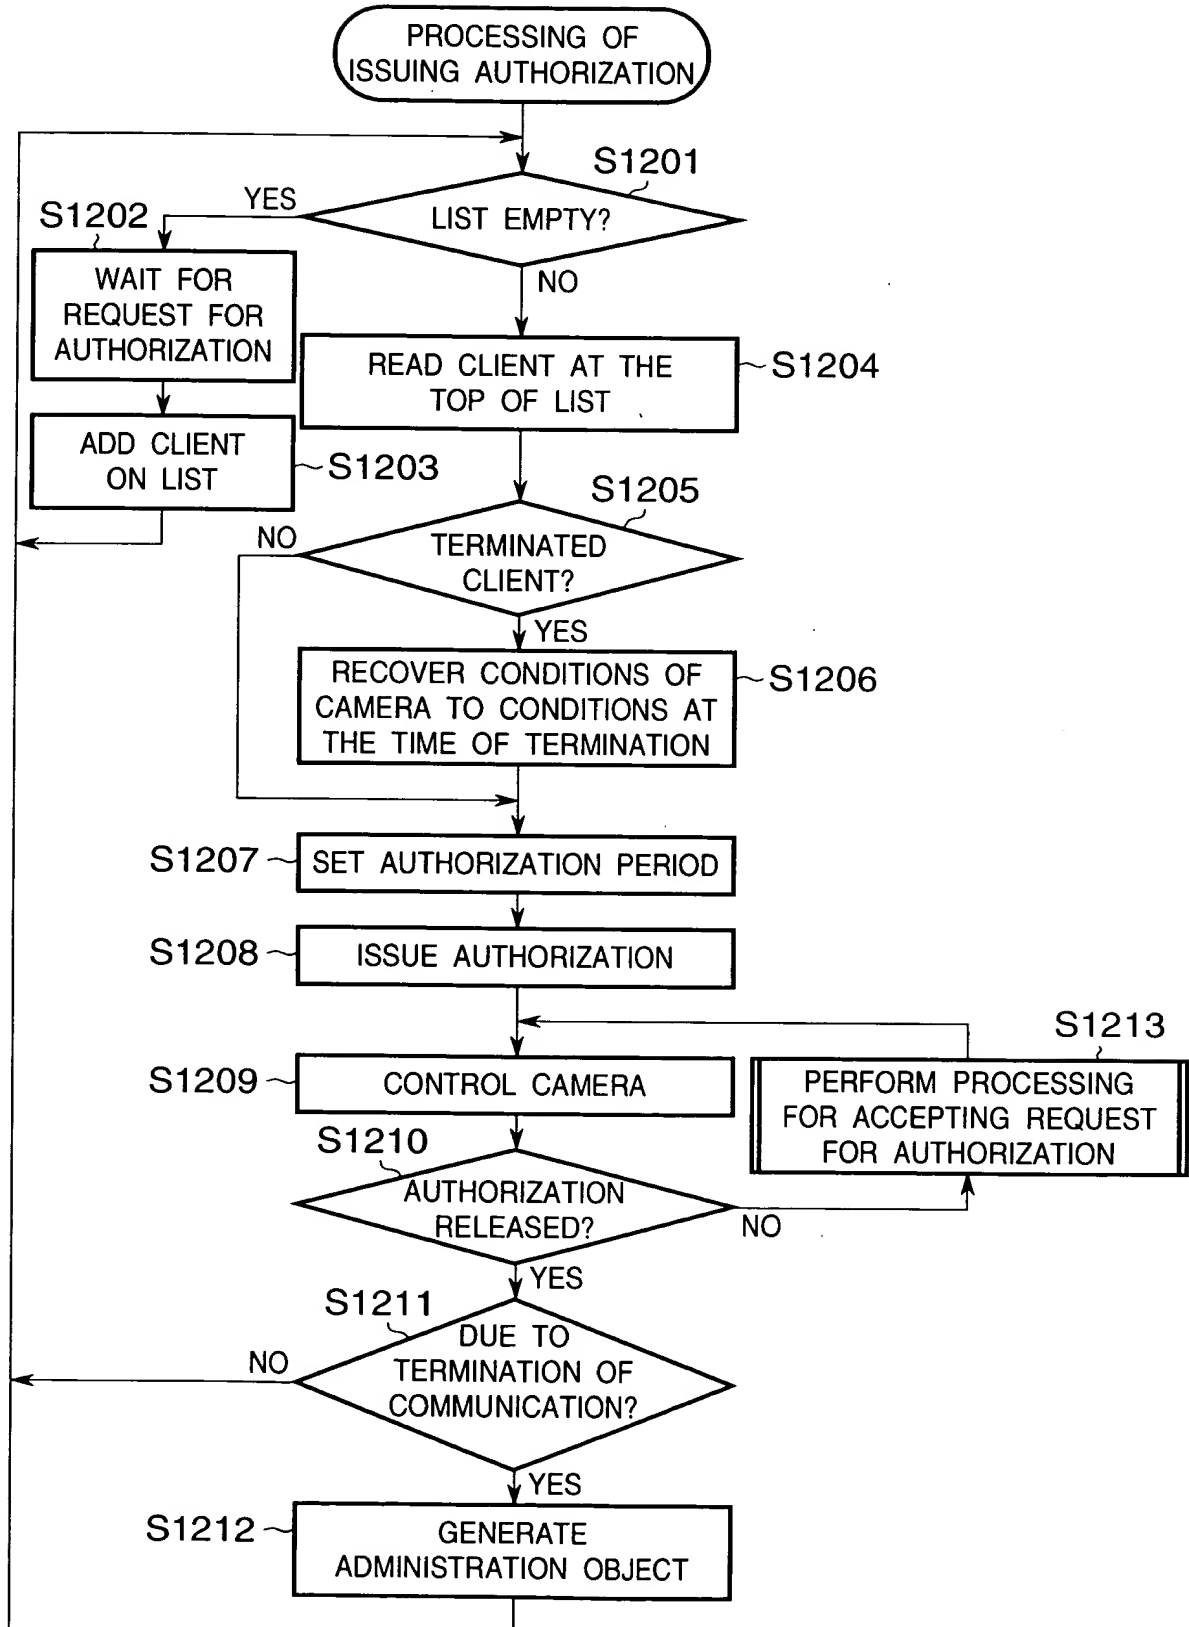 PROCESSING OF
ISSUING AUTHORIZATION
S1201
YES
LIST EMPTY?
NO
S1202
WAIT FOR
REQUEST FOR
AUTHORIZATION
READ CLIENT AT THE
TOP OF LIST
S1204
ADD CLIENT
ON LIST
S1203
S1205
NO
TERMINATED
CLIENT?
YES
RECOVER CONDITIONS OF
CAMERA TO CONDITIONS AT
THE TIME OF TERMINATION
S1206
S1207
SET AUTHORIZATION PERIOD
S1208
ISSUE AUTHORIZATION
S1209
CONTROL CAMERA
S1213
PERFORM PROCESSING
FOR ACCEPTING REQUEST
FOR AUTHORIZATION
S1210
AUTHORIZATION
RELEASED?
NO
YES
S1211
DUE TO
TERMINATION OF
COMMUNICATION?
NO
YES
S1212
GENERATE
ADMINISTRATION OBJECT